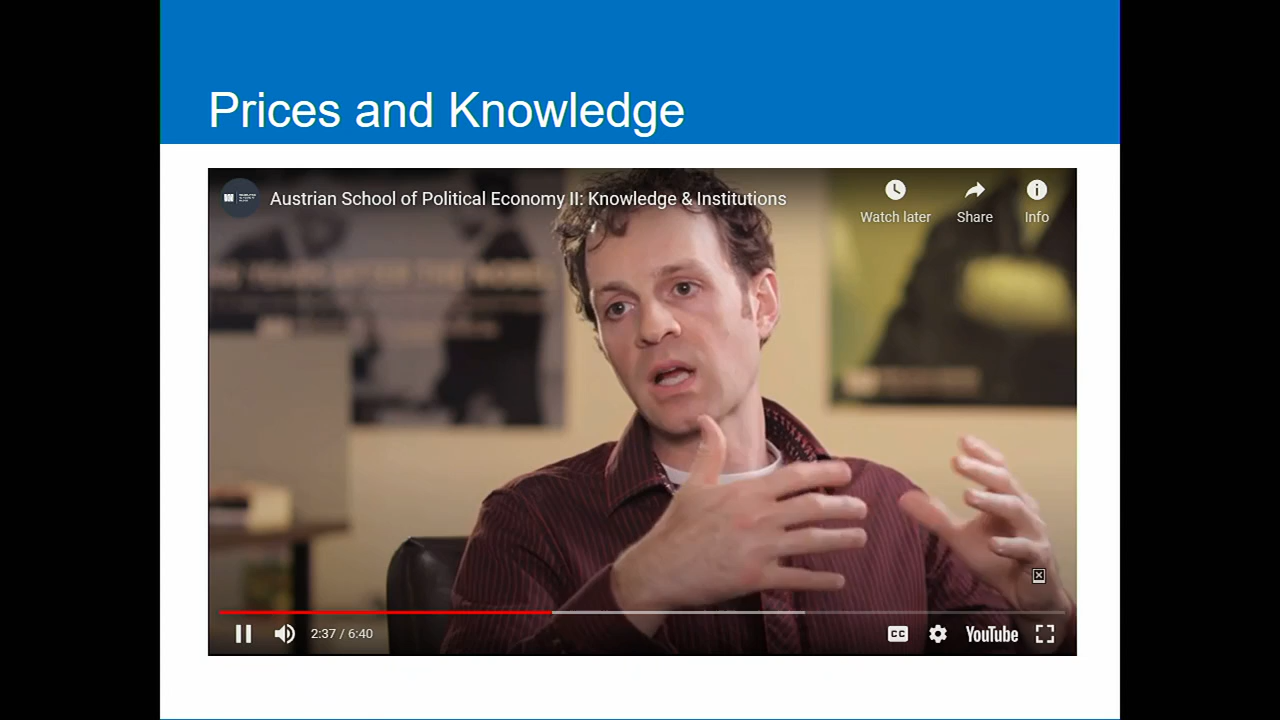 Prices and Knowledge
Austrian School of Political Economy II: Knowledge & Institutions
Watch later
Share
Info
2:37 / 6:40
CC
YouTube